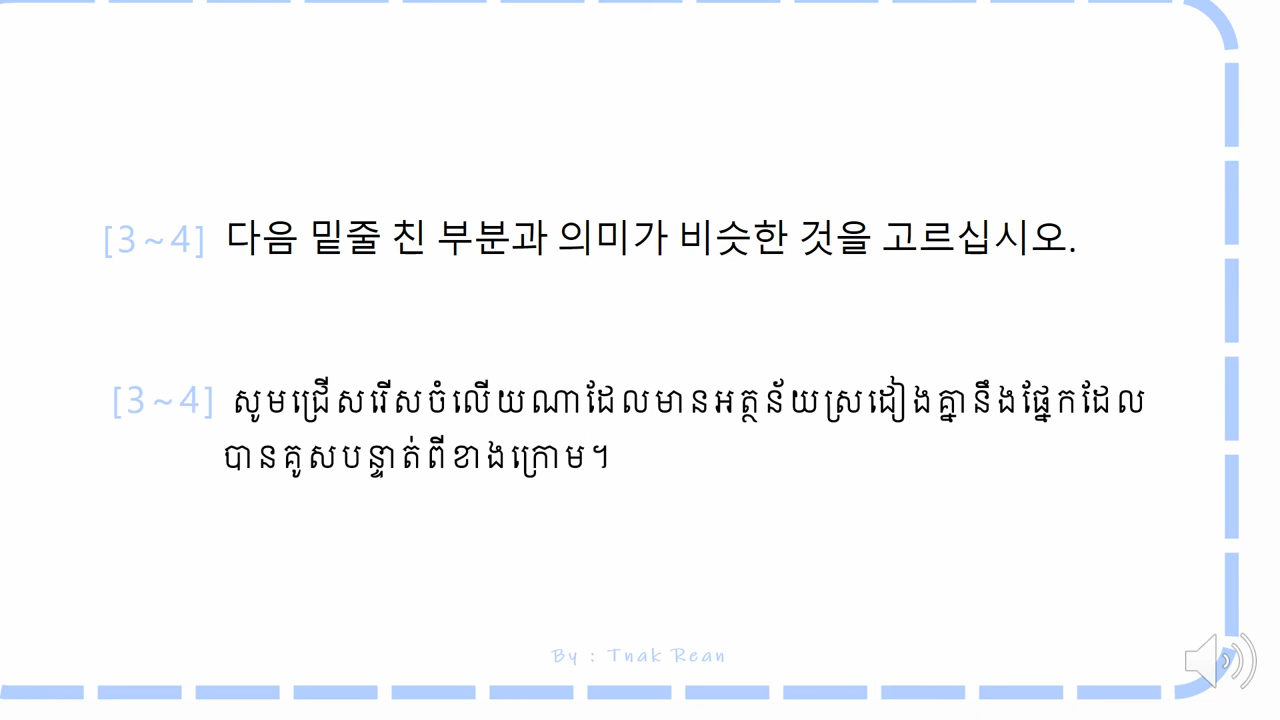 [3~4] 다음 밑줄 친 부분과 의미가 비슷한 것을 고르십시오.
[3~4] សូមជ្រើសរើសចំលើយណាដែលមានអត្ថន័យស្រដៀងគ្នានឹងផ្នែកដែល
បានគូសបន្ទាត់ពីខាងក្រោម។
By : Tnak Rean